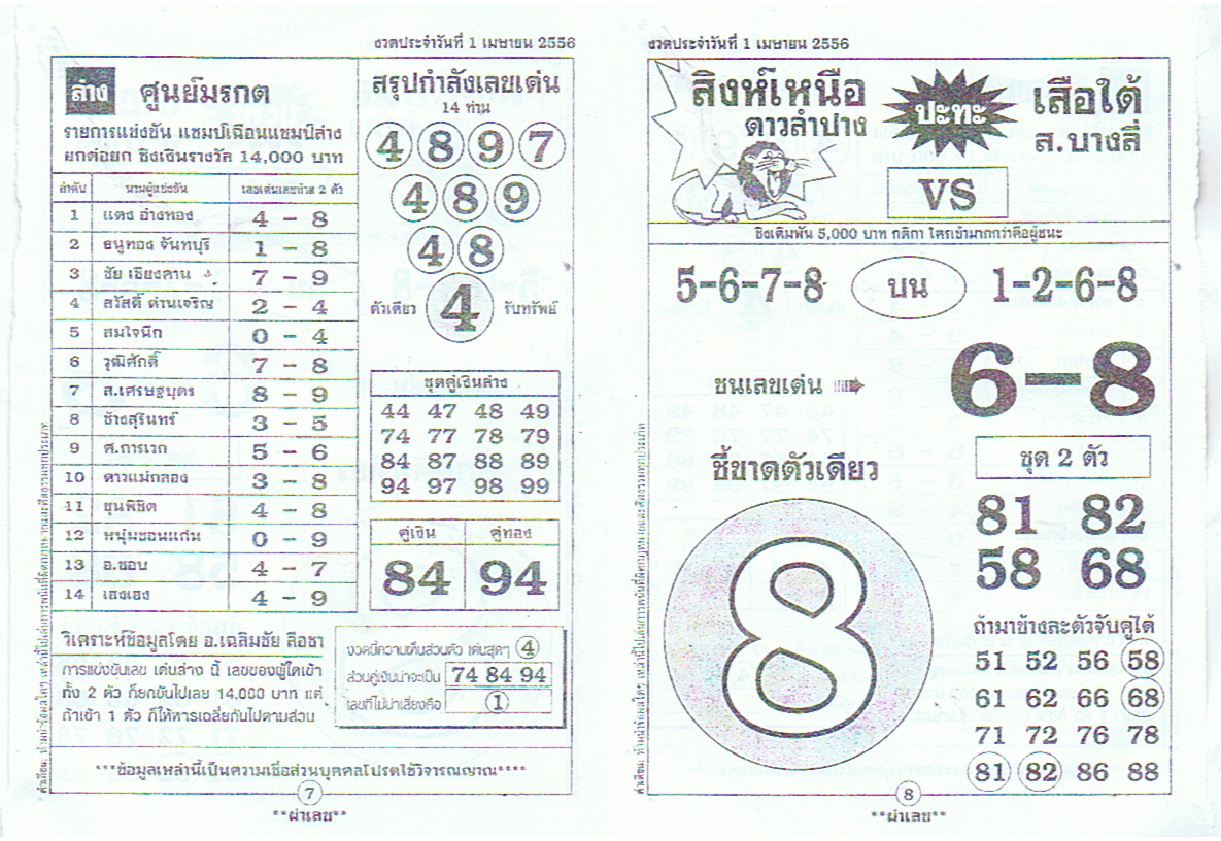 งวดประจำวันที่ 1 เมษายน 2556
ล่าง ศูนย์มรกต
รายการแข่งขัน แชมป์เฉือนแชมป์ล่าง
ยกต่อยก ชิงเงินรางวัล 14,000 บาท
ลำดับ นามผู้แข่งขัน เลขเด่นเลขท้าย 2 ตัว
1 แดง อ่างทอง 4 - 8
2 ธนูทอง จันทบุรี 1 - 8
3 ชัย เชียงคาน 7 - 9
4 สวัสดิ์ ด่านเจริญ 2 - 4
5 สมใจนึก 0 - 4
6 วุฒิศักดิ์ 7 - 8
7 ส.เศรษฐบุตร 8 - 9
8 ช้างสุรินทร์ 3 - 5
9 ศ.การเวก 5 - 6
10 ดาวแม่กลอง 3 - 8
11 ขุนพิชิต 4 - 8
12 หนุ่มขอนแก่น 0 - 9
13 อ.ชอบ 4 - 7
14 เฮงเฮง 4 - 9
สรุปกำลังเลขเด่น
14 ท่าน
4 8 9 7
4 8 9
4 8
ตัวเดียว 4 รับทรัพย์
ชุดคู่เงินล่าง
44 47 48 49
74 77 78 79
84 87 88 89
94 97 98 99
คู่เงิน คู่ทอง
84 94
วิเคราะห์ข้อมูลโดย อ.เฉลิมชัย ลือชา
การแข่งขันเลข เด่นล่าง นี้ เลขของผู้ใดเข้า
ทั้ง 2 ตัว ก็ยกขันไปเลย 14,000 บาท แต่
ถ้าเข้า 1 ตัว ก็ให้หารเฉลี่ยกันไปตามส่วน
งวดนี้ความเห็นส่วนตัว เด่นสุดๆ 4
ส่วนคู่เงินน่าจะเป็น 74 84 94
เลขที่ไม่น่าเสี่ยงคือ 1
***ข้อมูลเหล่านี้เป็นความเชื่อส่วนบุคคลโปรดใช้วิจารณญาณ****
7
**ผ่าเลข**
งวดประจำวันที่ 1 เมษายน 2556
สิงห์เหนือ ปะทะ เสือใต้
ดาวลำปาง ส.บางลี่
VS
ชิงเดิมพัน 5,000 บาท กติกา ใครเข้ามากกว่าคือผู้ชนะ
5-6-7-8 บน 1-2-6-8
ชนเลขเด่น 6-8
ชี้ขาดตัวเดียว
8
ชุด 2 ตัว
81 82
58 68
ถ้ามาข้างละตัวจับคู่ได้
51 52 56 58
61 62 66 68
71 72 76 78
81 82 86 88
8
**ผ่าเลข**